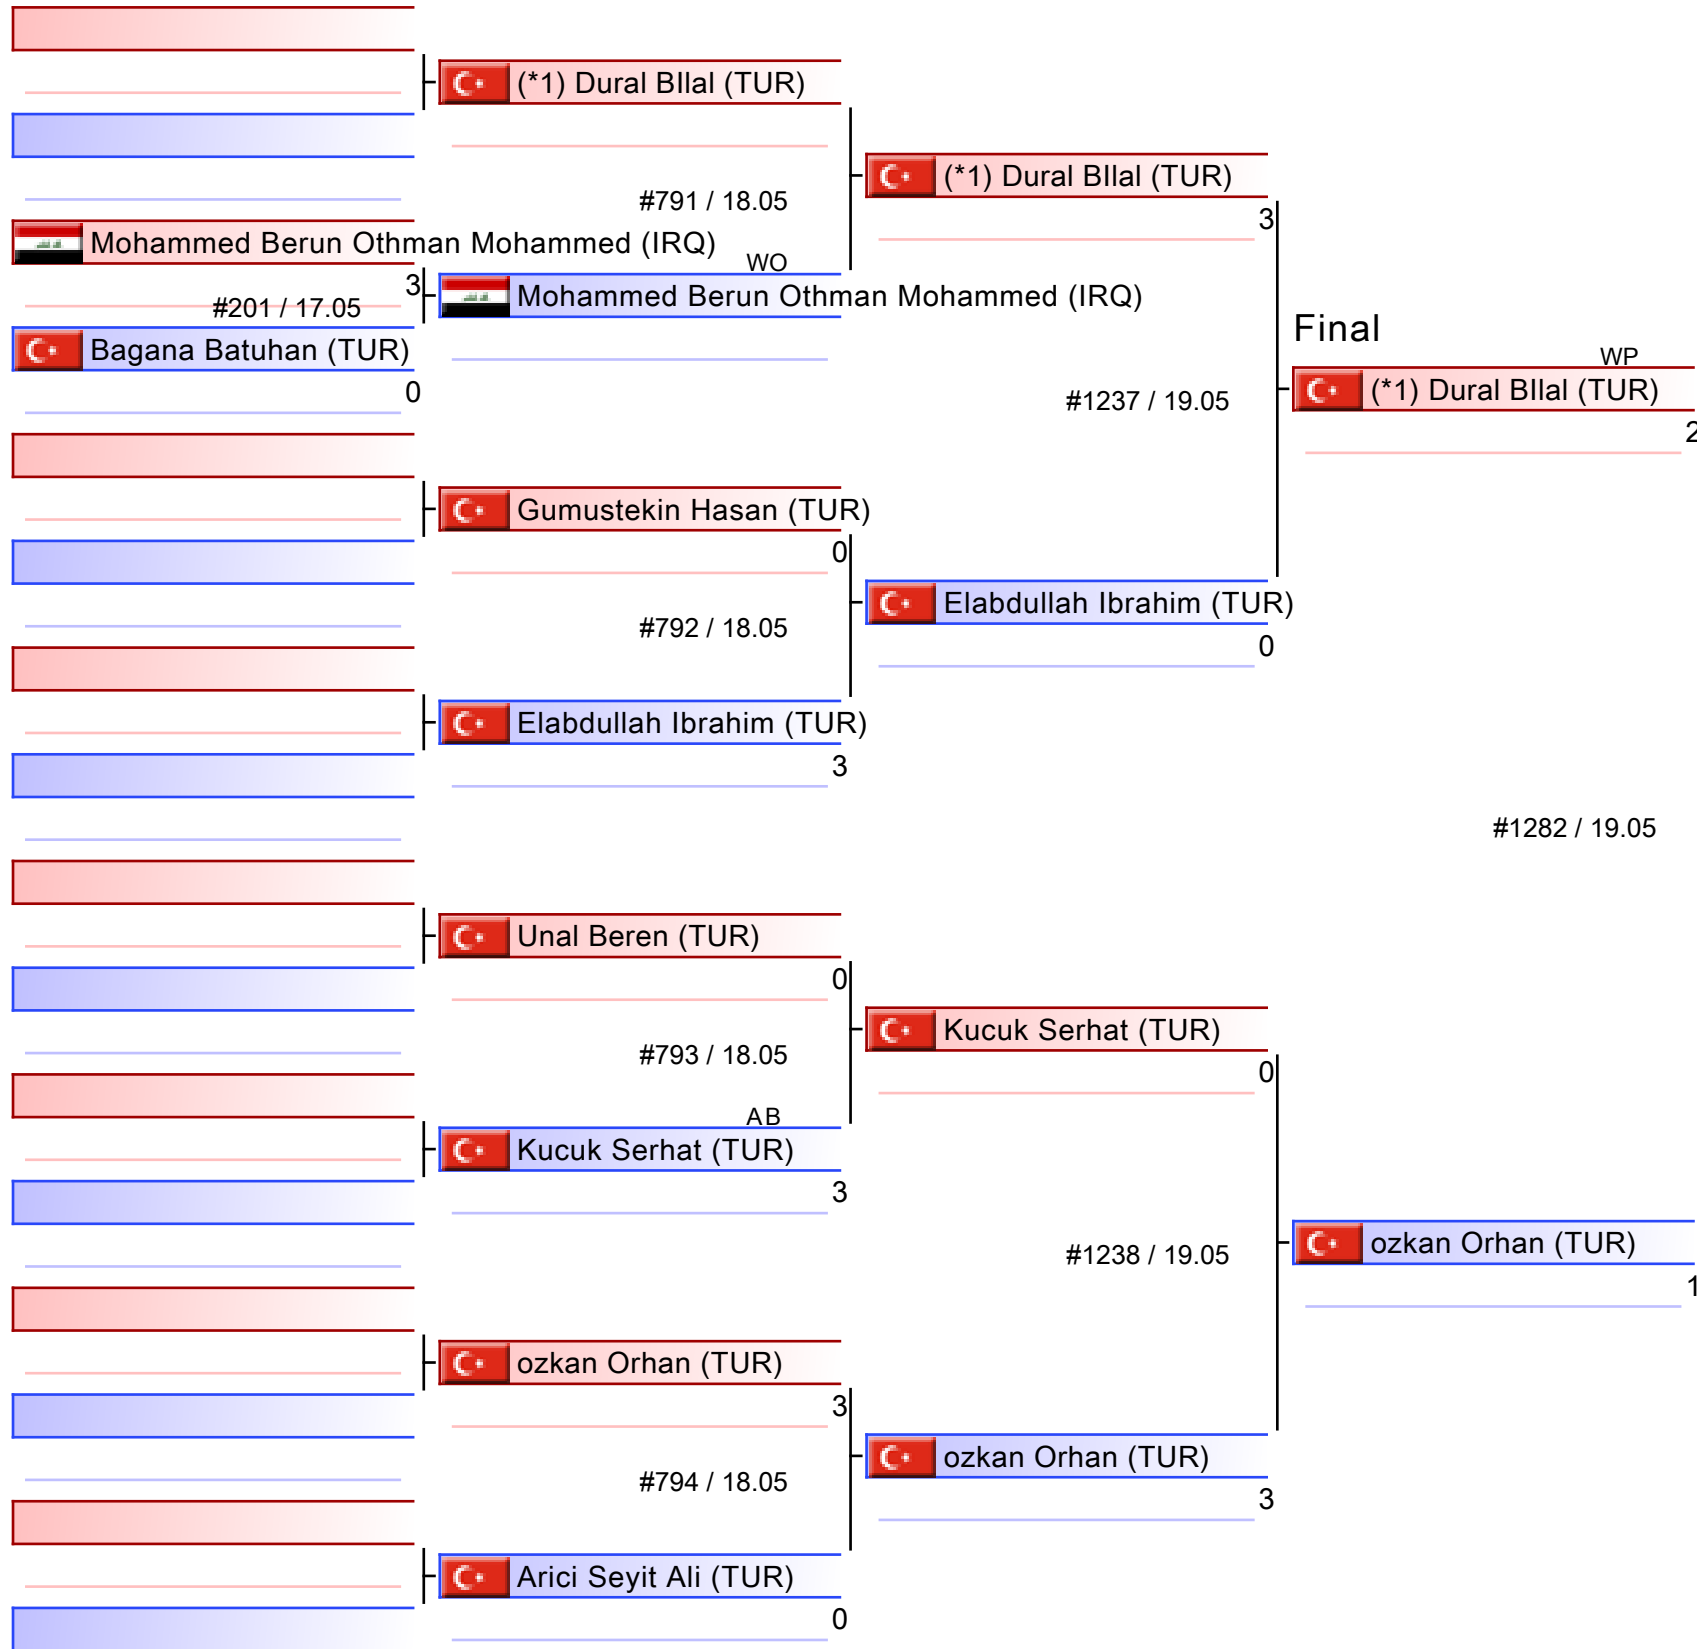 (*1) Dural BIlal (TUR)
(*1) Dural BIlal (TUR)
#791 / 18.05
3
Mohammed Berun Othman Mohammed (IRQ)
WO
3
Mohammed Berun Othman Mohammed (IRQ)
#201 / 17.05
Final
Bagana Batuhan (TUR)
WP
0
(*1) Dural BIlal (TUR)
#1237 / 19.05
2
Gumustekin Hasan (TUR)
0
Elabdullah Ibrahim (TUR)
#792 / 18.05
0
Elabdullah Ibrahim (TUR)
3
#1282 / 19.05
Unal Beren (TUR)
0
Kucuk Serhat (TUR)
#793 / 18.05
0
AB
Kucuk Serhat (TUR)
3
#1238 / 19.05
ozkan Orhan (TUR)
1
ozkan Orhan (TUR)
3
ozkan Orhan (TUR)
#794 / 18.05
3
Arici Seyit Ali (TUR)
0